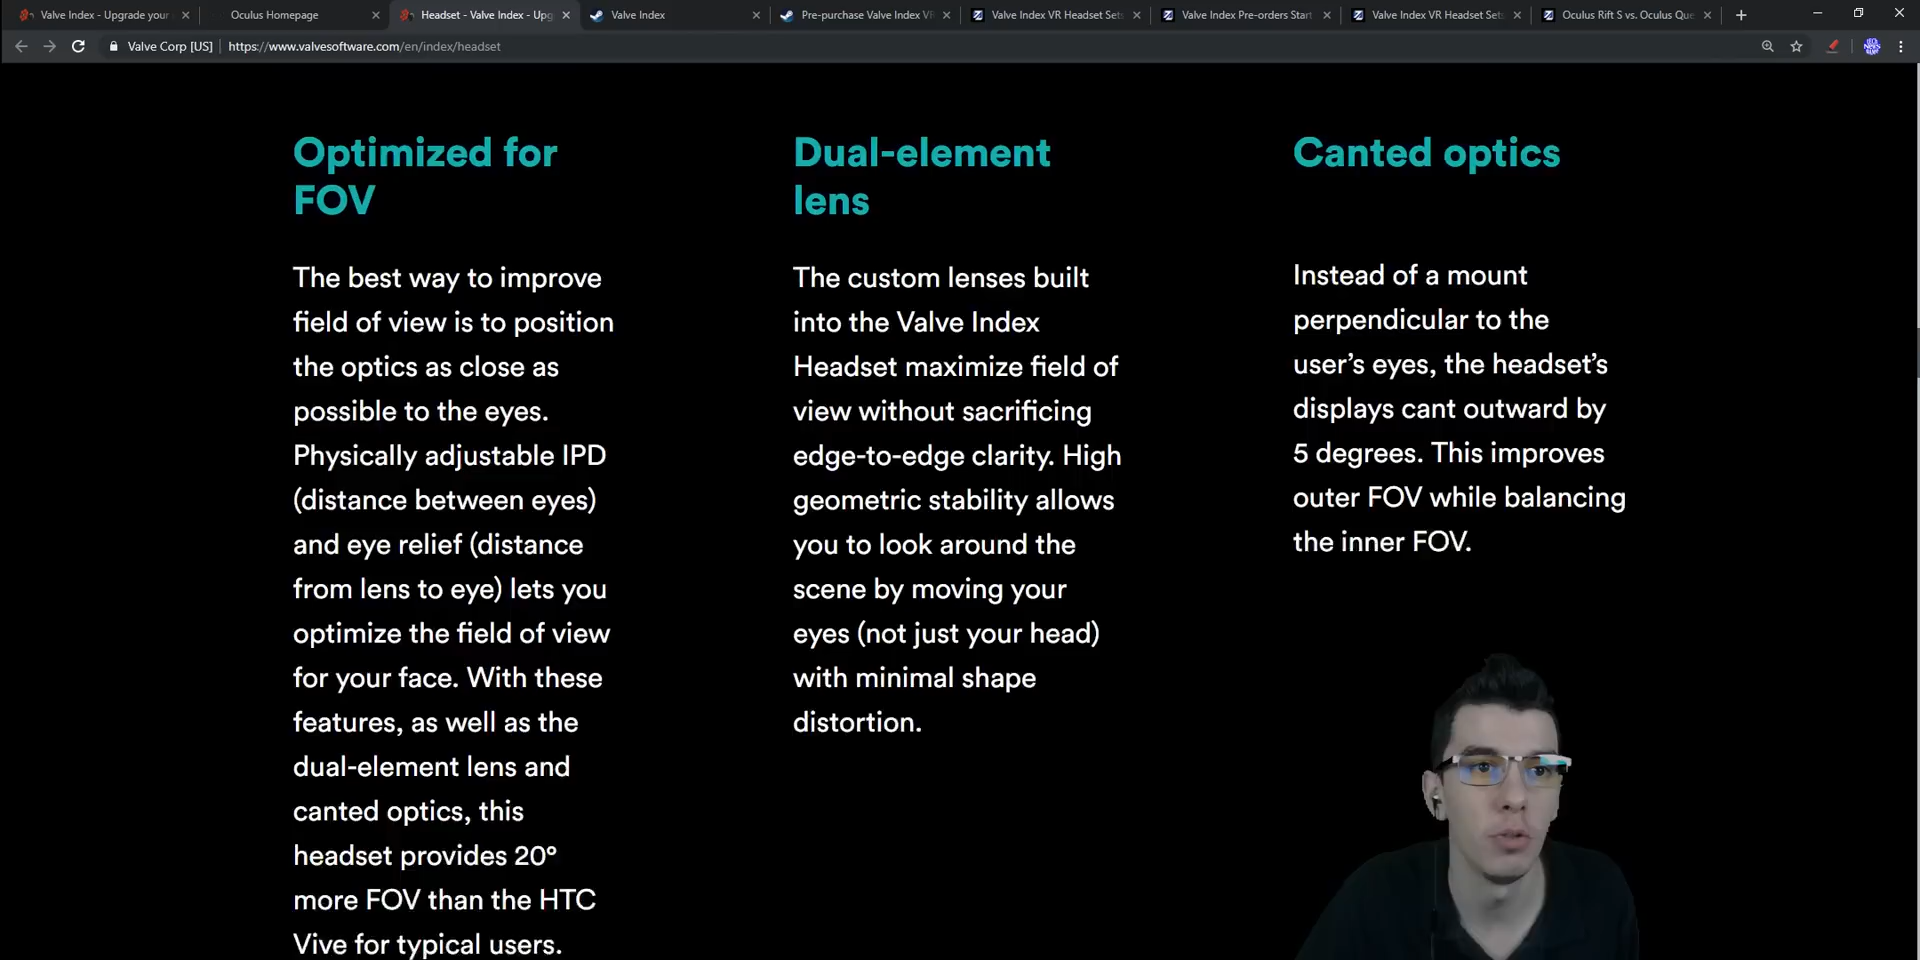 Valve Index - Upgrade your
Oculus Homepage
Headset - Valve Index - Upg
Valve Index
Pre-purchase Valve Index VR
Valve Index VR Headset Sets
Valve Index Pre-orders Start
Valve Index VR Headset Sets
Oculus Rift S vs. Oculus Que
Valve Corp [US]
https://www.valvesoftware.com/en/index/headset
Optimized for
FOV
The best way to improve
field of view is to position
the optics as close as
possible to the eyes.
Physically adjustable IPD
(distance between eyes)
and eye relief (distance
from lens to eye) lets you
optimize the field of view
for your face. With these
features, as well as the
dual-element lens and
canted optics, this
headset provides 20°
more FOV than the HTC
Vive for typical users.
Dual-element
lens
The custom lenses built
into the Valve Index
Headset maximize field of
view without sacrificing
edge-to-edge clarity. High
geometric stability allows
you to look around the
scene by moving your
eyes (not just your head)
with minimal shape
distortion.
Canted optics
Instead of a mount
perpendicular to the
user's eyes, the headset's
displays cant outward by
5 degrees. This improves
outer FOV while balancing
the inner FOV.